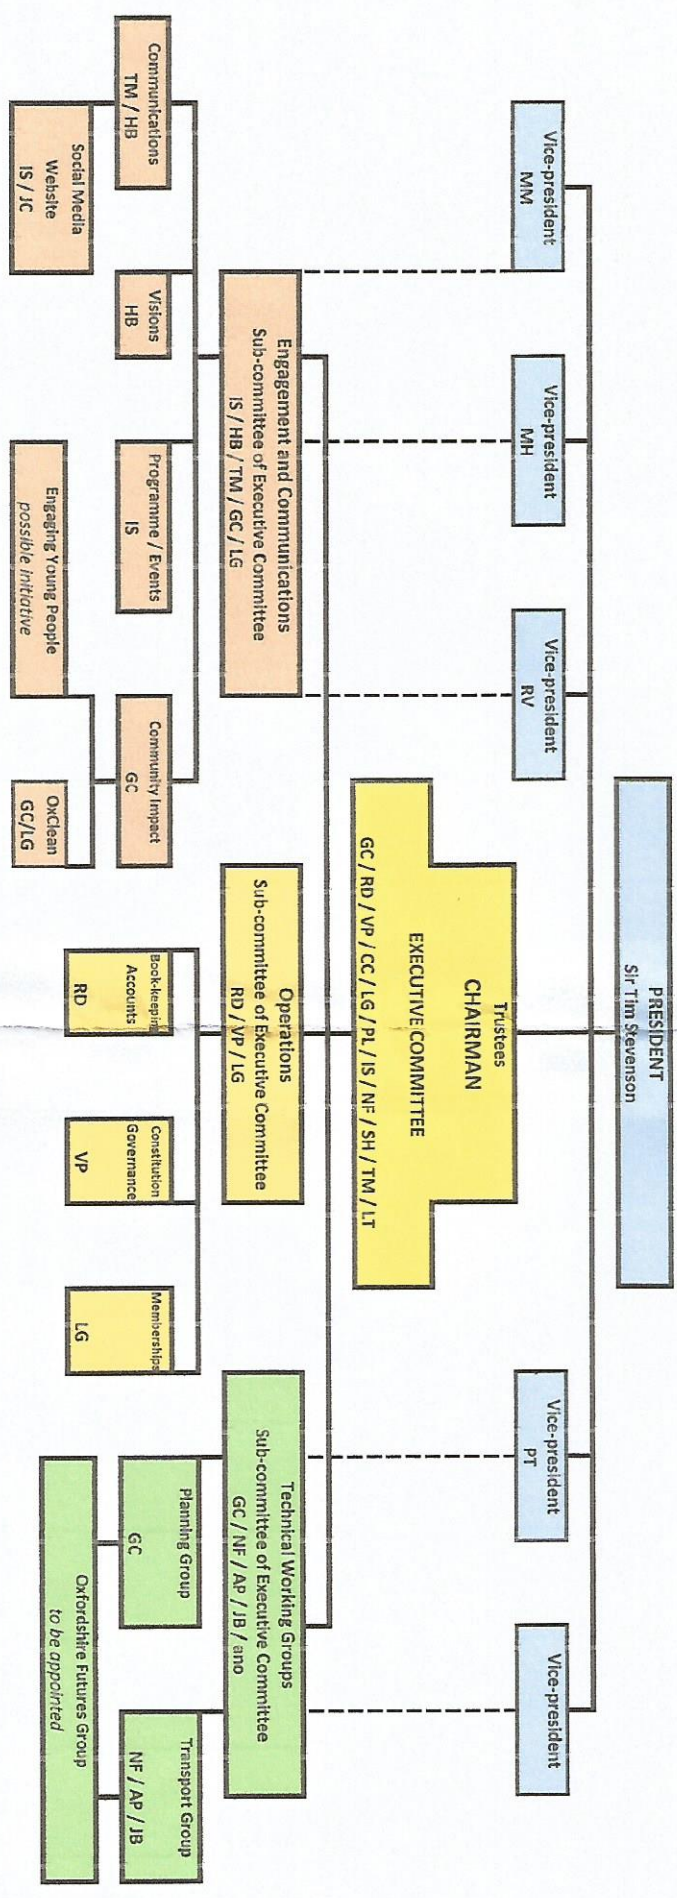 PRESIDENT
Sir Tim Stevenson
Vice-president
MM
Vice-president
MH
Vice-president
RV
Vice-president
PT
Vice-president
Trustees
CHAIRMAN
EXECUTIVE COMMITTEE
GC / RD / VP / CC / LG / PL / IS / NF / SH / TM / LT
Engagement and Communications
Sub-committee of Executive Committee
IS / HB / TM / GC / LG
Operations
Sub-committee of Executive Committee
RD / VP / LG
Technical Working Groups
Sub-committee of Executive Committee
GC / NF / AP / JB / ano
Communications
TM / HB
Visions
HB
Programme / Events
IS
Community Impact
GC
Book-keeping
Accounts
RD
Constitution
Governance
VP
Memberships
LG
Planning Group
GC
Transport Group
NF / AP / JB
Social Media
Website
IS / JC
Engaging Young People
possible initiative
OxClean
GC/LG
Oxfordshire Futures Group
to be appointed